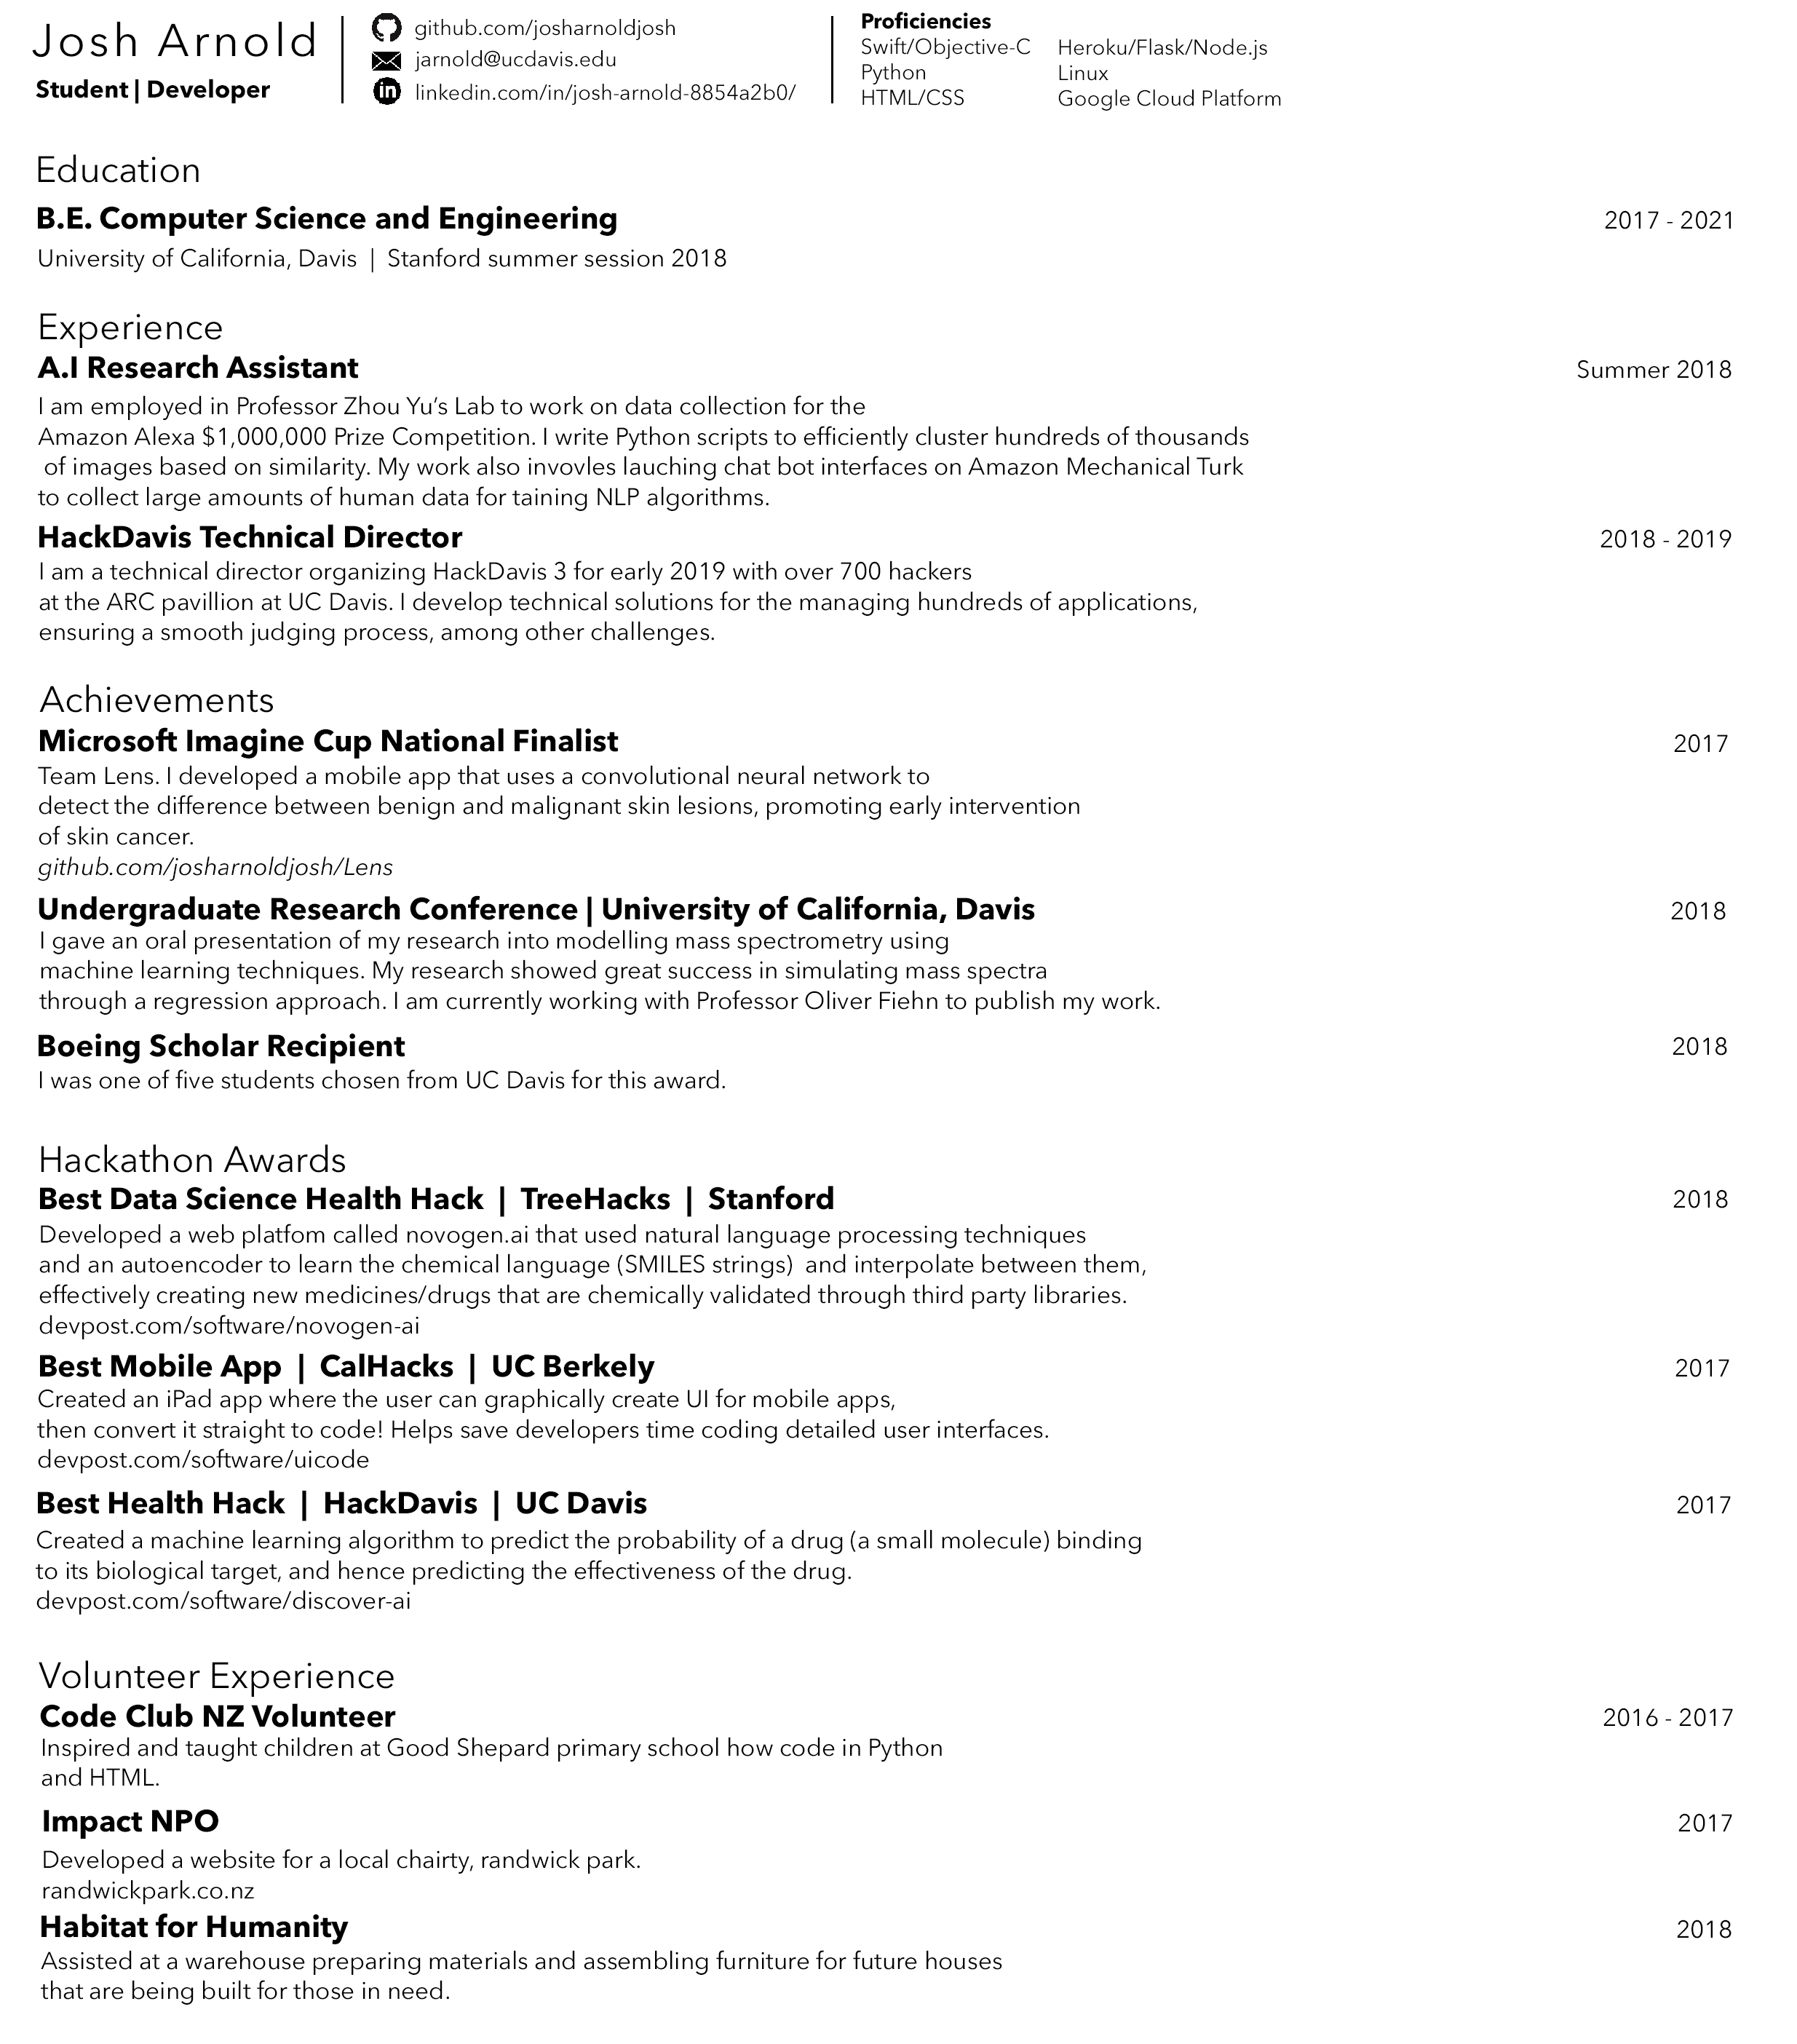 Josh Arnold
Student | Developer
github.com/josharnoldjosh
jarnold@ucdavis.edu
linkedin.com/in/josh-arnold-8854a2b0/
Proficiencies
Swift/Objective-C
Python
HTML/CSS
Heroku/Flask/Node.js
Linux
Google Cloud Platform
Education
B.E. Computer Science and Engineering 2017 - 2021
University of California, Davis | Stanford summer session 2018
Experience
A.I Research Assistant Summer 2018
I am employed in Professor Zhou Yu's Lab to work on data collection for the
Amazon Alexa $1,000,000 Prize Competition. I write Python scripts to efficiently cluster hundreds of thousands
of images based on similarity. My work also invovles lauching chat bot interfaces on Amazon Mechanical Turk
to collect large amounts of human data for taining NLP algorithms.
HackDavis Technical Director 2018 - 2019
I am a technical director organizing HackDavis 3 for early 2019 with over 700 hackers
at the ARC pavillion at UC Davis. I develop technical solutions for the managing hundreds of applications,
ensuring a smooth judging process, among other challenges.
Achievements
Microsoft Imagine Cup National Finalist 2017
Team Lens. I developed a mobile app that uses a convolutional neural network to
detect the difference between benign and malignant skin lesions, promoting early intervention
of skin cancer.
github.com/josharnoldjosh/Lens
Undergraduate Research Conference | University of California, Davis 2018
I gave an oral presentation of my research into modelling mass spectrometry using
machine learning techniques. My research showed great success in simulating mass spectra
through a regression approach. I am currently working with Professor Oliver Fiehn to publish my work.
Boeing Scholar Recipient 2018
I was one of five students chosen from UC Davis for this award.
Hackathon Awards
Best Data Science Health Hack | TreeHacks | Stanford 2018
Developed a web platfom called novogen.ai that used natural language processing techniques
and an autoencoder to learn the chemical language (SMILES strings) and interpolate between them,
effectively creating new medicines/drugs that are chemically validated through third party libraries.
devpost.com/software/novogen-ai
Best Mobile App | CalHacks | UC Berkely 2017
Created an iPad app where the user can graphically create UI for mobile apps,
then convert it straight to code! Helps save developers time coding detailed user interfaces.
devpost.com/software/uicode
Best Health Hack | HackDavis | UC Davis 2017
Created a machine learning algorithm to predict the probability of a drug (a small molecule) binding
to its biological target, and hence predicting the effectiveness of the drug.
devpost.com/software/discover-ai
Volunteer Experience
Code Club NZ Volunteer 2016 - 2017
Inspired and taught children at Good Shepard primary school how code in Python
and HTML.
Impact NPO 2017
Developed a website for a local chairty, randwick park.
randwickpark.co.nz
Habitat for Humanity 2018
Assisted at a warehouse preparing materials and assembling furniture for future houses
that are being built for those in need.